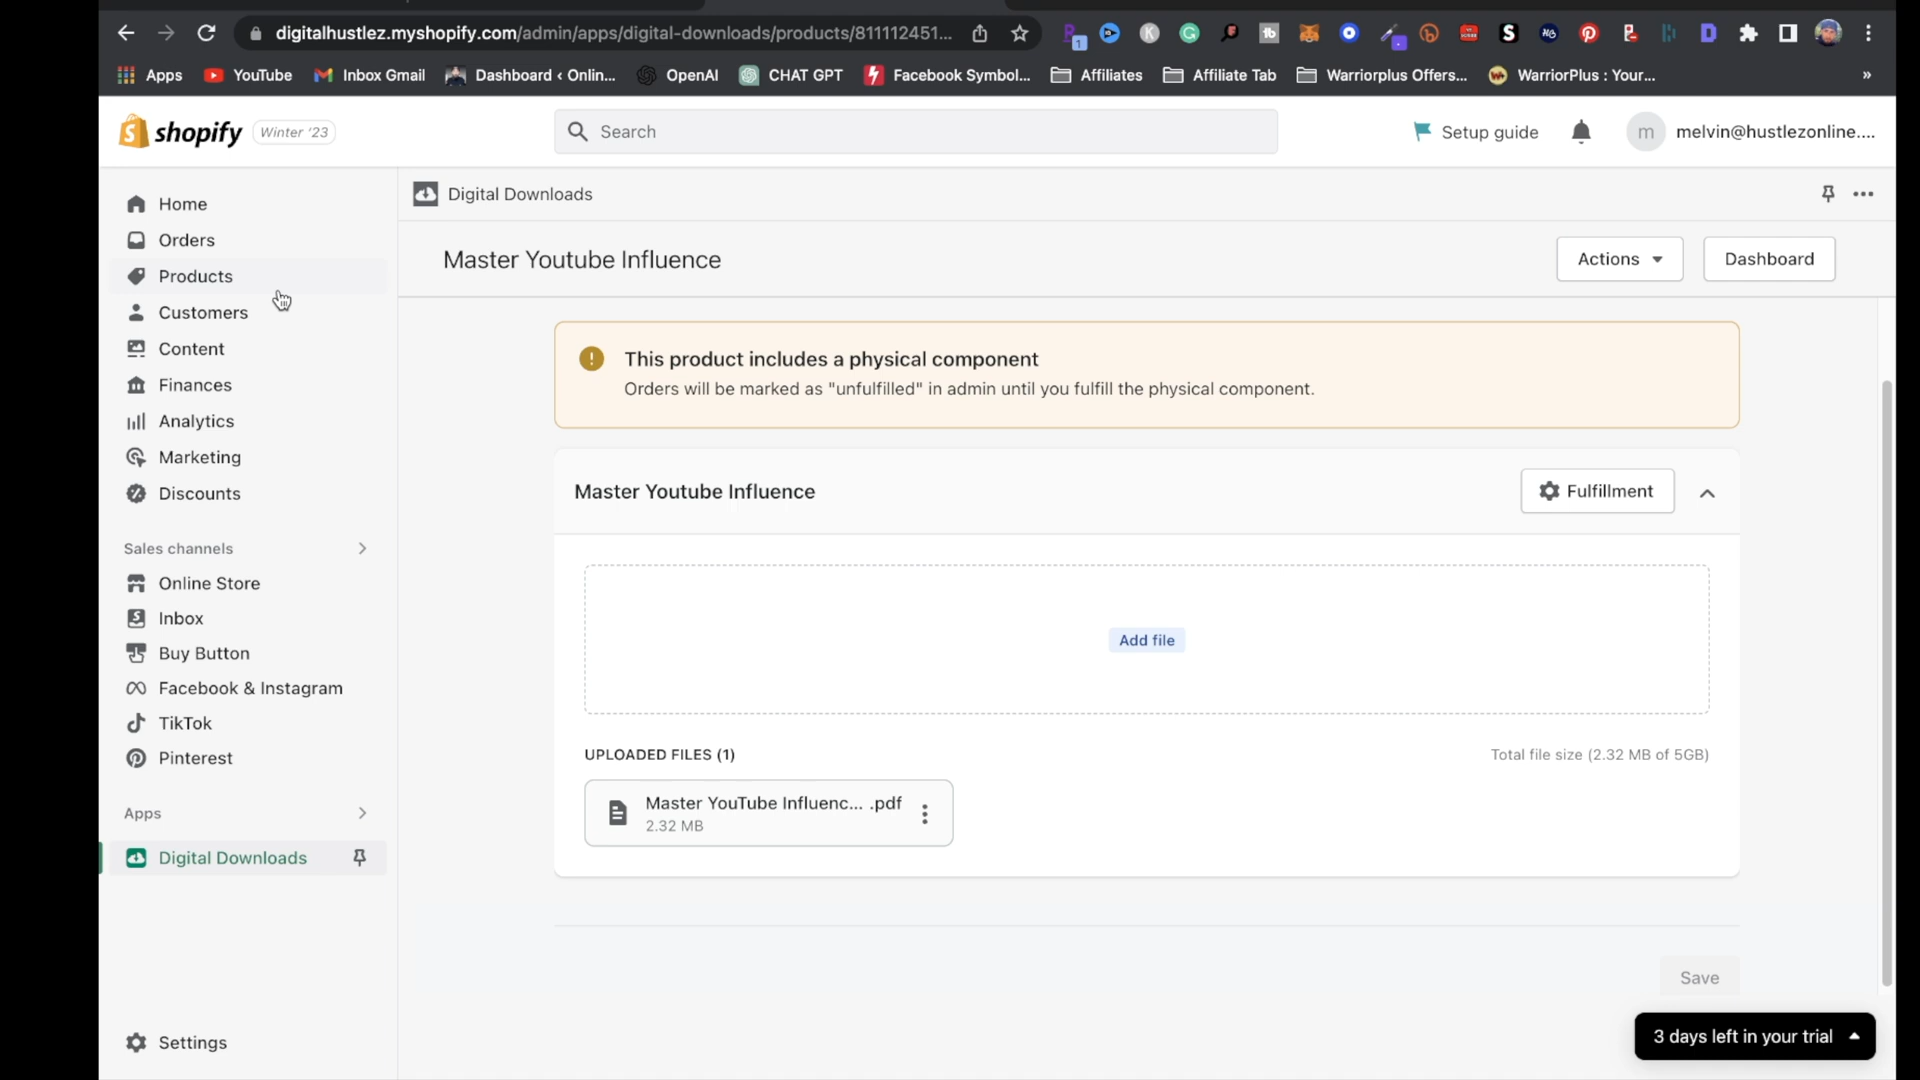 digitalhustlez.myshopify.com/admin/apps/digital-downloads/products/811112451...
Apps
YouTube
Inbox Gmail
Dashboard ‹ Onlin...
OpenAI
CHAT GPT
Facebook Symbol...
Affiliates
Affiliate Tab
Warriorplus Offers...
WarriorPlus : Your...
»
shopify
Winter '23
Search
Setup guide
m
melvin@hustlezonline....
Home
Orders
Products
Customers
Content
Finances
Analytics
Marketing
Discounts
Sales channels
Online Store
Inbox
Buy Button
Facebook & Instagram
TikTok
Pinterest
Apps
Digital Downloads
Settings
Digital Downloads
Master Youtube Influence
Actions
Dashboard
This product includes a physical component
Orders will be marked as "unfulfilled" in admin until you fulfill the physical component.
Master Youtube Influence
Fulfillment
Add file
UPLOADED FILES (1)
Total file size (2.32 MB of 5GB)
Master YouTube Influenc... .pdf
2.32 MB
Save
3 days left in your trial